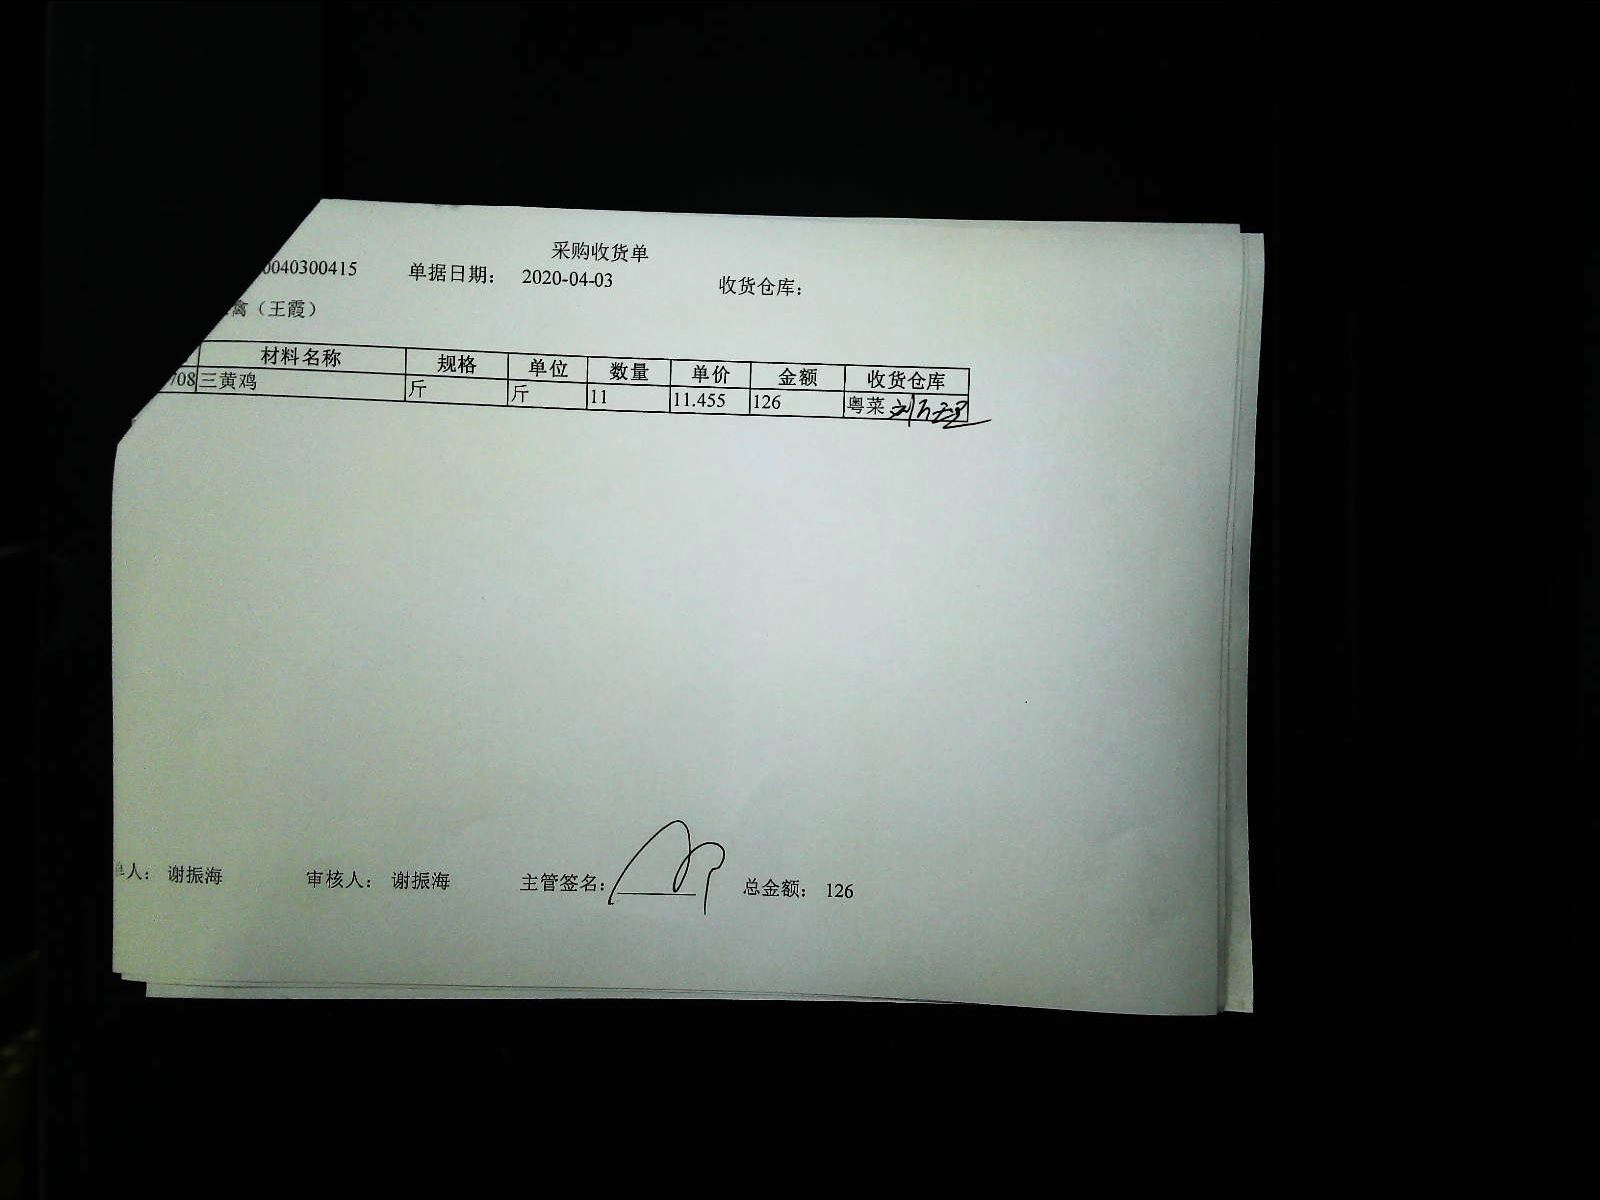 采购收货单
0040300415 单据日期： 2020-04-03 收货仓库：
禽（王霞）
材料名称 规格 单位 数量 单价 金额 收货仓库
708 三黄鸡 斤 斤 11 11.455 126 粤菜
人： 谢振海 审核人： 谢振海 主管签名： 总金额： 126